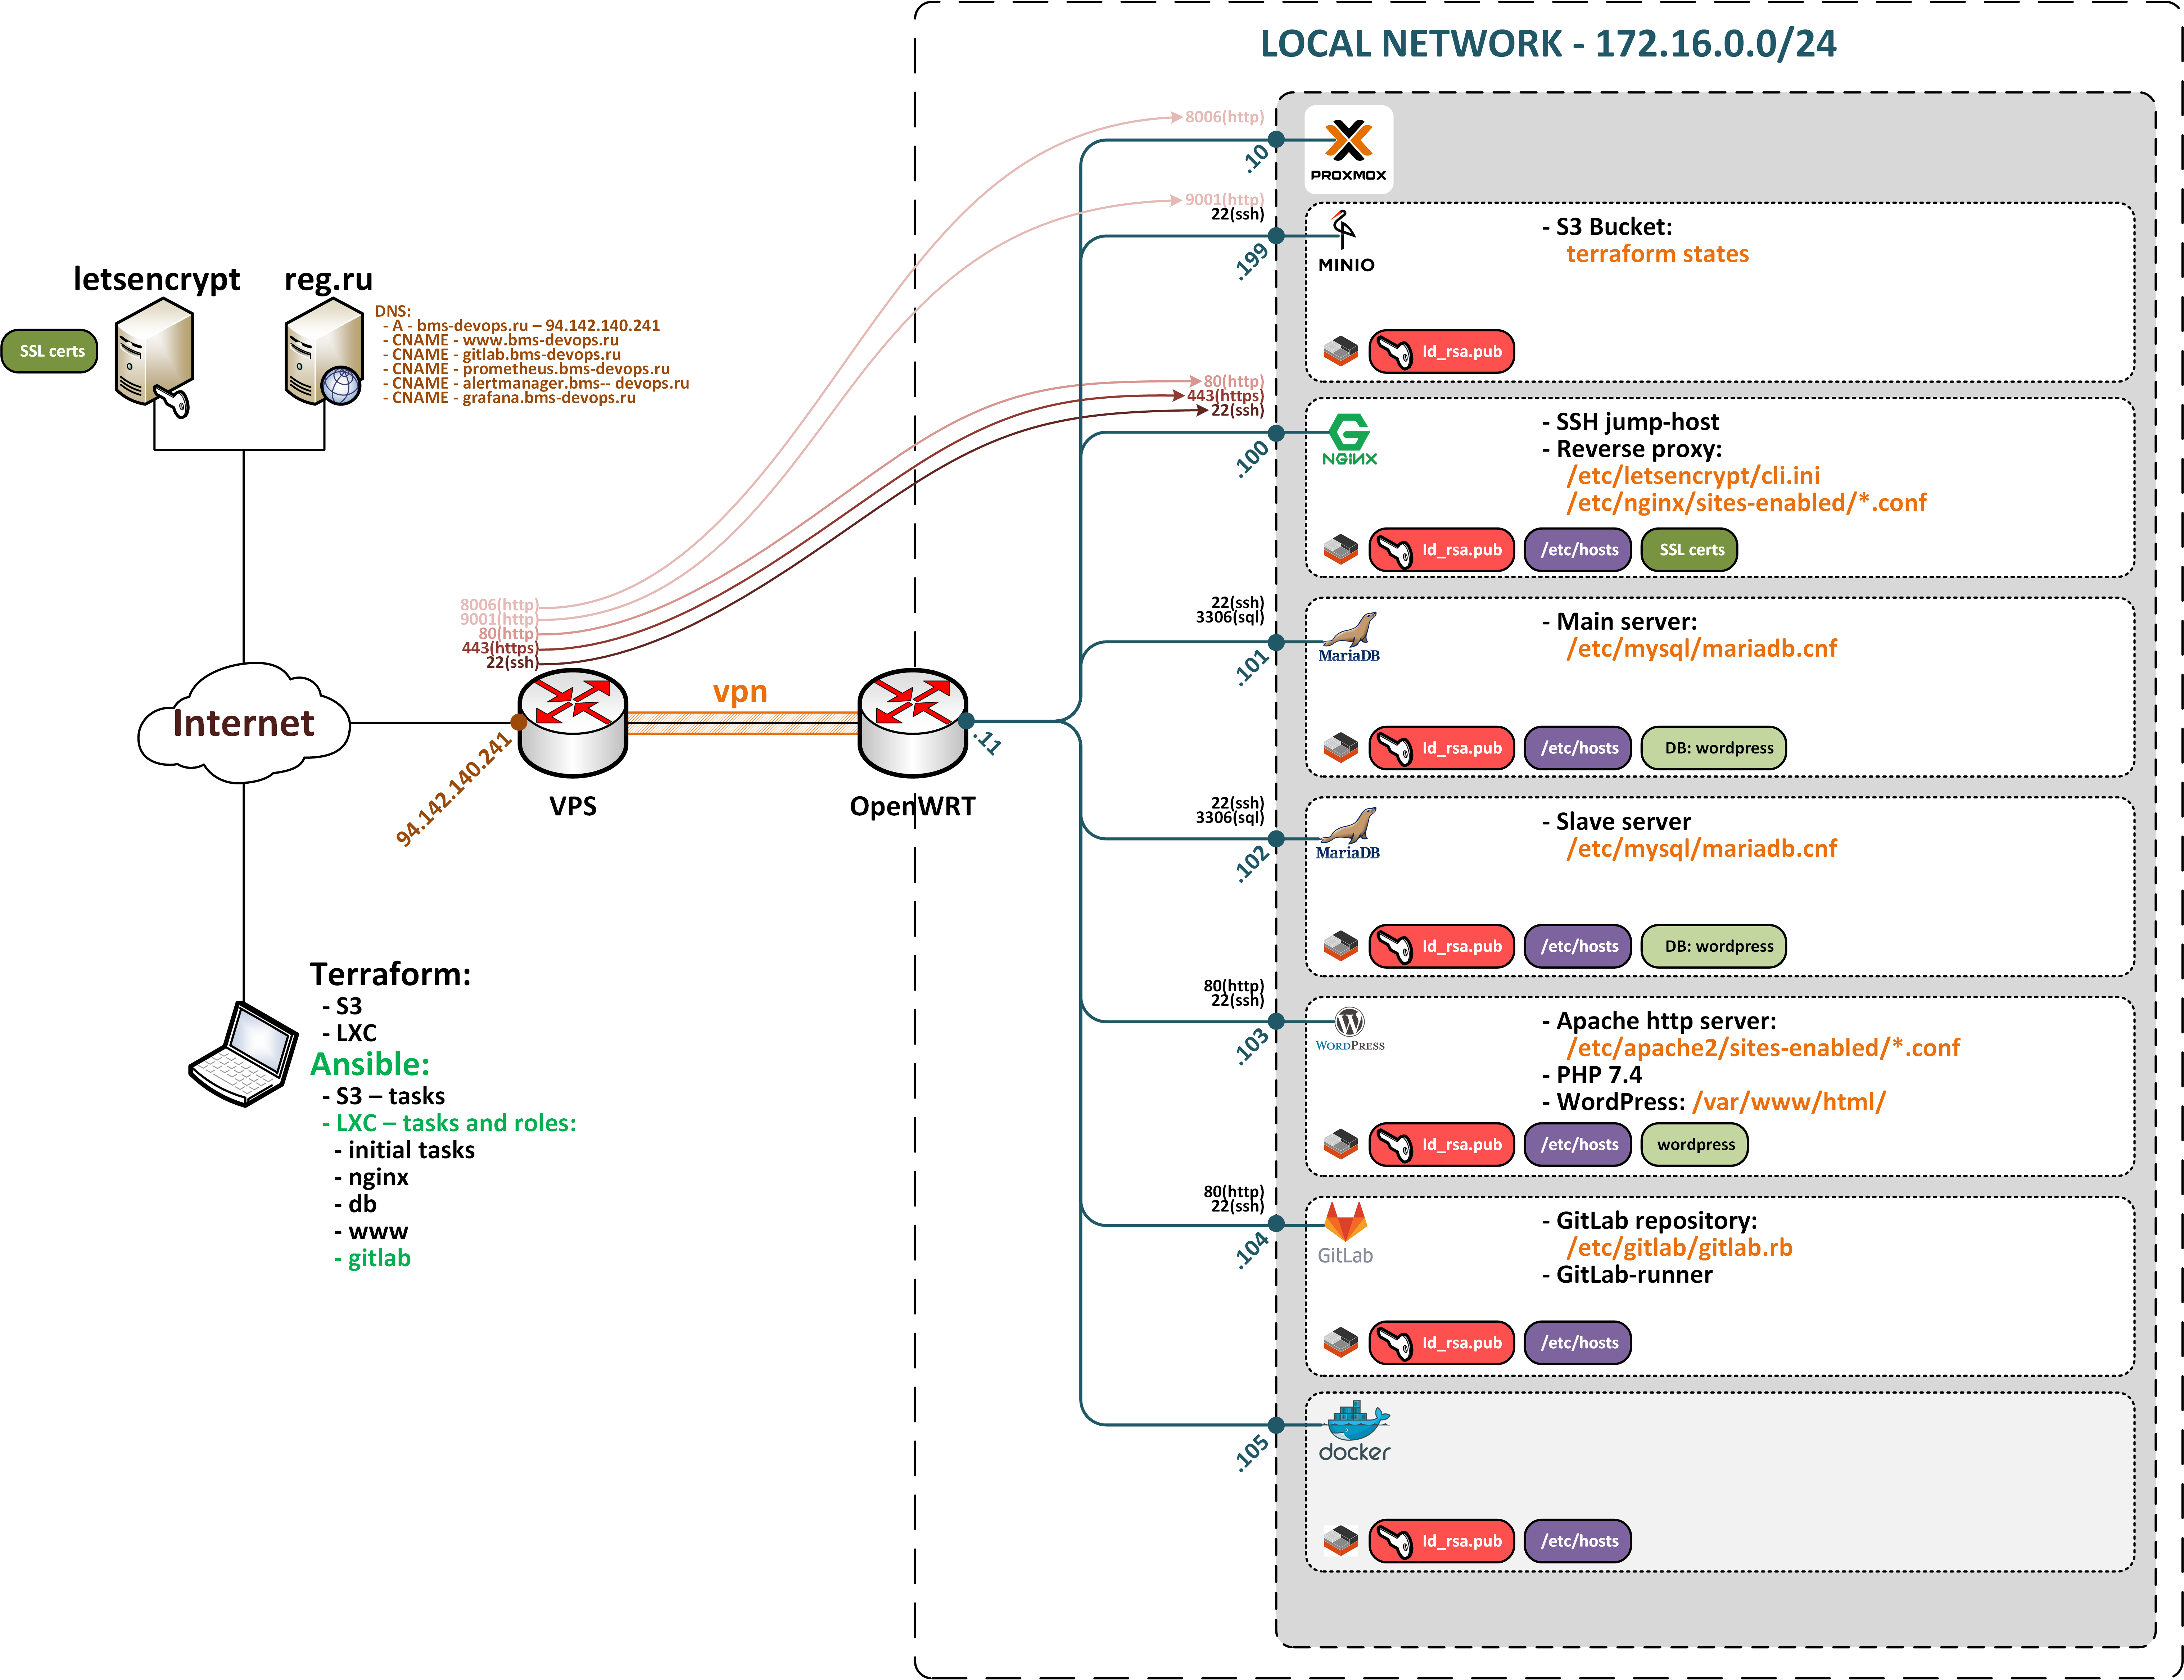 LOCAL NETWORK - 172.16.0.0/24
8006(http)
.10
PROXMOX
9001(http)
22(ssh)
.199
MINIO
- S3 Bucket:
terraform states
Id_rsa.pub
letsencrypt
reg.ru
SSL certs
DNS:
- A - bms-devops.ru – 94.142.140.241
- CNAME - www.bms-devops.ru
- CNAME - gitlab.bms-devops.ru
- CNAME - prometheus.bms-devops.ru
- CNAME - alertmanager.bms-- devops.ru
- CNAME - grafana.bms-devops.ru
80(http)
443(https)
22(ssh)
.100
NGINX
- SSH jump-host
- Reverse proxy:
/etc/letsencrypt/cli.ini
/etc/nginx/sites-enabled/*.conf
Id_rsa.pub
/etc/hosts
SSL certs
8006(http)
9001(http)
80(http)
443(https)
22(ssh)
Internet
94.142.140.241
VPS
vpn
OpenWRT
.11
22(ssh)
3306(sql)
.101
MariaDB
- Main server:
/etc/mysql/mariadb.cnf
Id_rsa.pub
/etc/hosts
DB: wordpress
22(ssh)
3306(sql)
.102
MariaDB
- Slave server
/etc/mysql/mariadb.cnf
Id_rsa.pub
/etc/hosts
DB: wordpress
Terraform:
- S3
- LXC
Ansible:
- S3 – tasks
- LXC – tasks and roles:
- initial tasks
- nginx
- db
- www
- gitlab
80(http)
22(ssh)
.103
WORDPRESS
- Apache http server:
/etc/apache2/sites-enabled/*.conf
- PHP 7.4
- WordPress: /var/www/html/
Id_rsa.pub
/etc/hosts
wordpress
80(http)
22(ssh)
.104
GitLab
- GitLab repository:
/etc/gitlab/gitlab.rb
- GitLab-runner
Id_rsa.pub
/etc/hosts
.105
docker
Id_rsa.pub
/etc/hosts